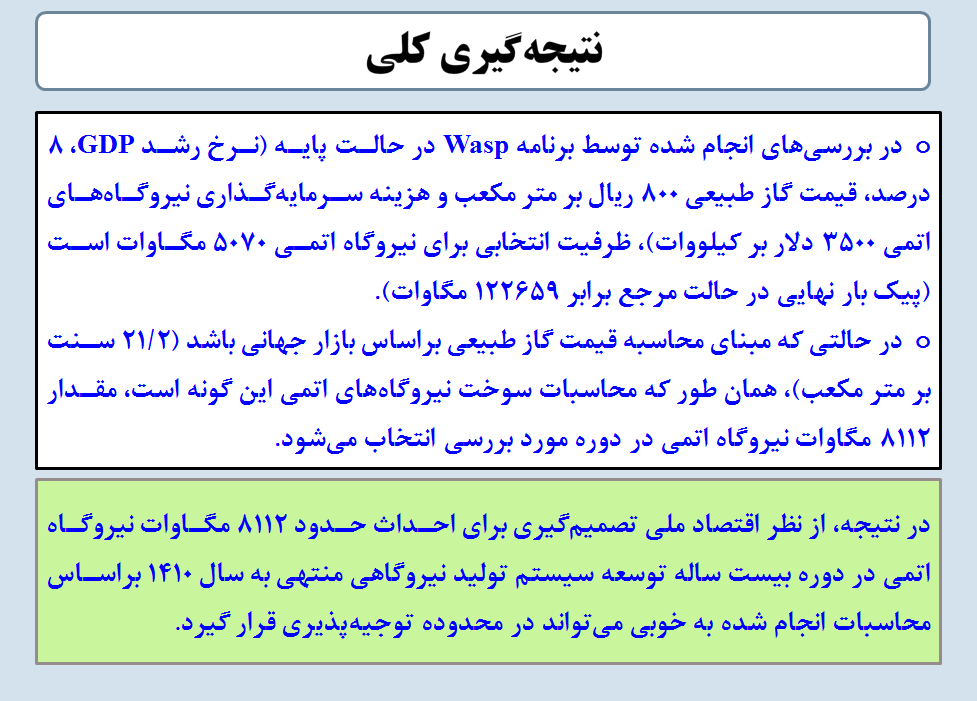 نتیجه‌گیری کلی
o در بررسی‌های انجام شده توسط برنامه Wasp در حالت پایه (نرخ رشد GDP، ۸
درصد، قیمت گاز طبیعی ۸۰۰ ریال بر متر مکعب و هزینه سرمایه‌گذاری نیروگاه‌های
اتمی ۳۵۰۰ دلار بر کیلووات)، ظرفیت انتخابی برای نیروگاه اتمی ۵۰۷۰ مگاوات است
(پیک بار نهایی در حالت مرجع برابر ۱۲۲۶۵۹ مگاوات).
o در حالتی که مبنای محاسبه قیمت گاز طبیعی براساس بازار جهانی باشد (۲۱/۲ سنت
بر متر مکعب)، همان طور که محاسبات سوخت نیروگاه‌های اتمی این گونه است، مقدار
۸۱۱۲ مگاوات نیروگاه اتمی در دوره مورد بررسی انتخاب می‌شود.
در نتیجه، از نظر اقتصاد ملی تصمیم‌گیری برای احداث حدود ۸۱۱۲ مگاوات نیروگاه
اتمی در دوره بیست ساله توسعه سیستم تولید نیروگاهی منتهی به سال ۱۴۱۰ براساس
محاسبات انجام شده به خوبی می‌تواند در محدوده توجیه‌پذیری قرار گیرد.